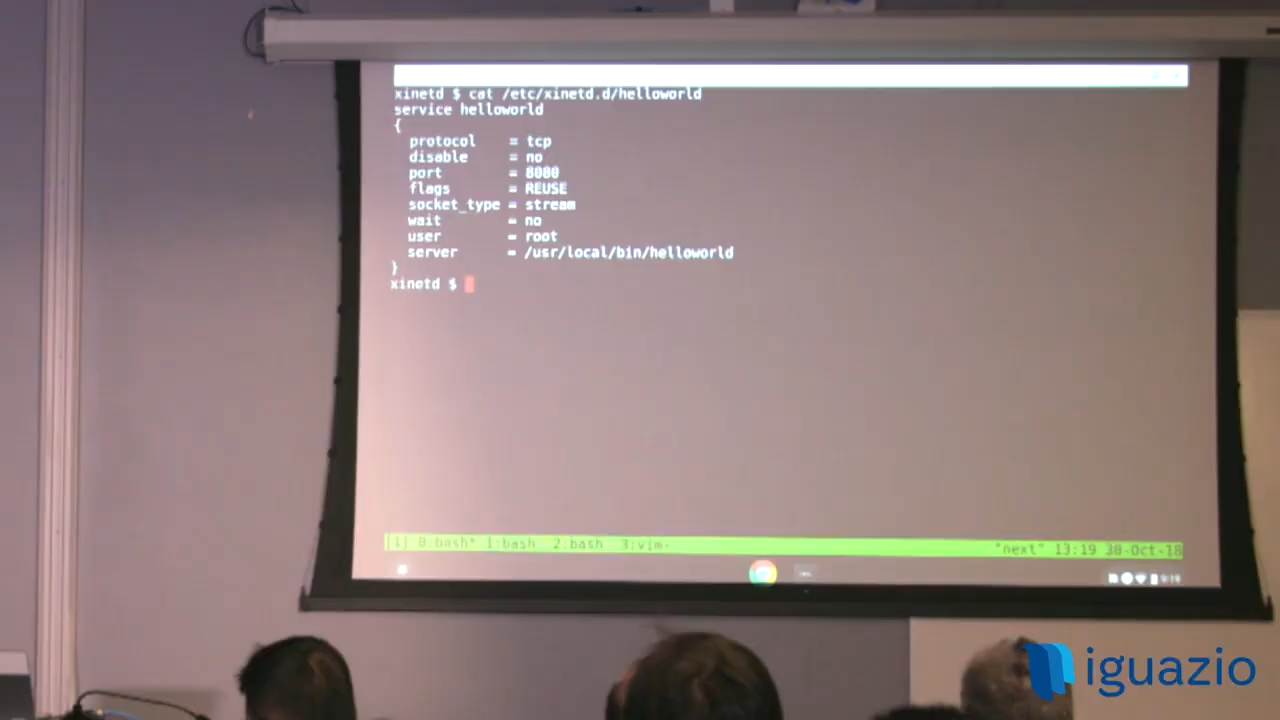 xinetd $ cat /etc/xinetd.d/helloworld
service helloworld
{
  protocol    = tcp
  disable     = no
  port        = 8080
  flags       = REUSE
  socket_type = stream
  wait        = no
  user        = root
  server      = /usr/local/bin/helloworld
}
xinetd $
[1] 0:bash* 1:bash  2:bash  3:vim- "next" 13:19 30-Oct-18
iguazio